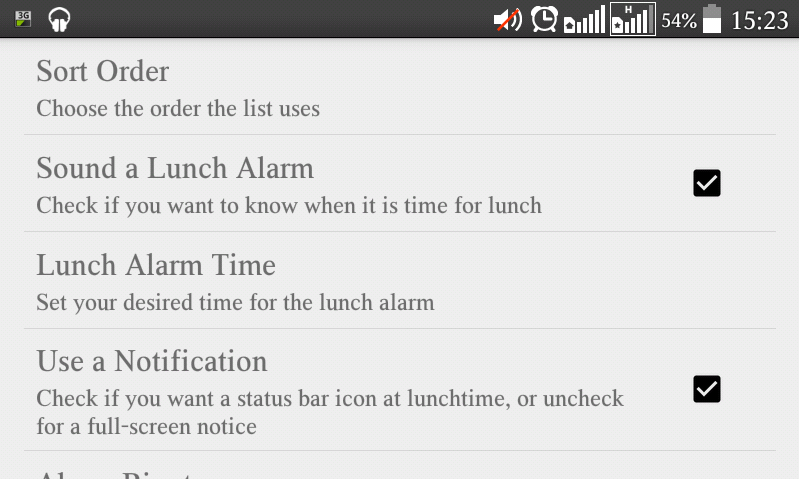 3G H 54% 15:23
Sort Order
Choose the order the list uses
Sound a Lunch Alarm
Check if you want to know when it is time for lunch
Lunch Alarm Time
Set your desired time for the lunch alarm
Use a Notification
Check if you want a status bar icon at lunchtime, or uncheck
for a full-screen notice